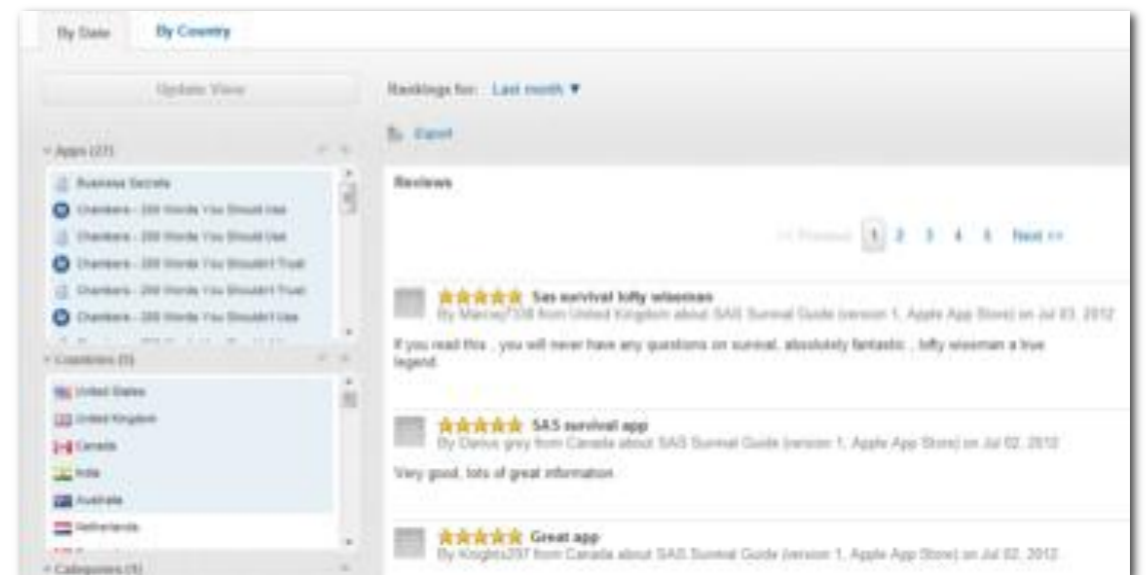 By Date
By Country
Update View
Rankings for: Last month ▼
Export
Apps (27)
Business Secrets
Chambers - 200 Words You Should Use
Chambers - 200 Words You Should Use
Chambers - 200 Words You Shouldn't Trust
Chambers - 200 Words You Shouldn't Trust
Chambers - 200 Words You Shouldn't Use
Countries (5)
United States
United Kingdom
Canada
India
Australia
Netherlands
Categories (1)
Reviews
<< Previous 1 2 3 4 5 Next >>
Sas survival lofty wiseman
By from United Kingdom about SAS Survival Guide (version 1, Apple App Store) on Jul 03, 2012
If you read this , you will never have any questions on survival, absolutely fantastic , lofty wiseman a true
legend.
SAS survival app
By Darius grey from Canada about SAS Survival Guide (version 1, Apple App Store) on Jul 02, 2012
Very good, lots of great information
Great app
By Knights297 from Canada about SAS Survival Guide (version 1, Apple App Store) on Jul 02, 2012